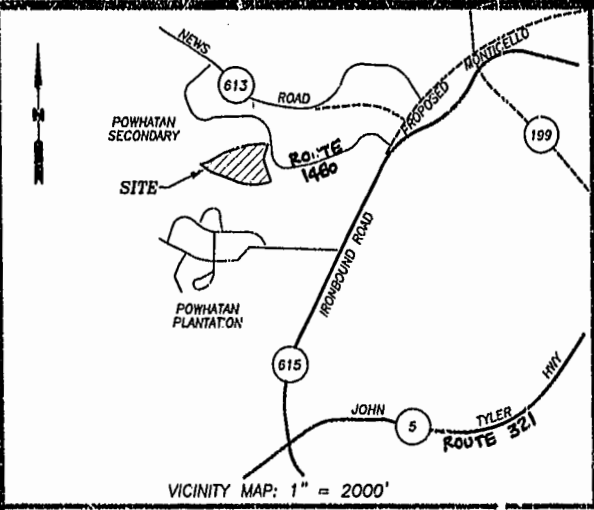 NEWS
613
ROAD
PROPOSED MONTICELLO
199
POWHATAN
SECONDARY
ROUTE
1480
SITE
N
IRONBOUND ROAD
POWHATAN
PLANTATION
615
JOHN
5
TYLER
HWY
ROUTE 321
VICINITY MAP: 1" = 2000'